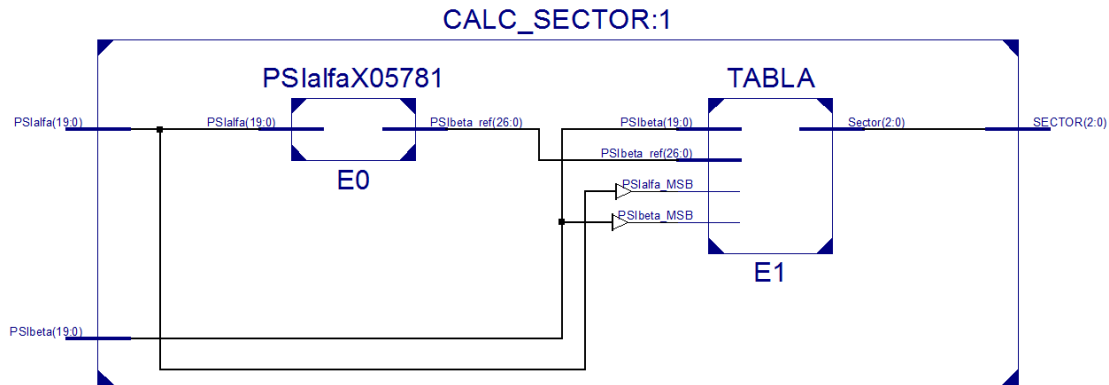 CALC_SECTOR:1
PSIalfaX05781
TABLA
PSIalfa(19:0)
PSIalfa(19:0)
PSIbeta_ref(26:0)
PSIbeta(19:0)
Sector(2:0)
SECTOR(2:0)
PSIbeta_ref(26:0)
E0
PSIalfa_MSB
PSIbeta_MSB
E1
PSIbeta(19:0)